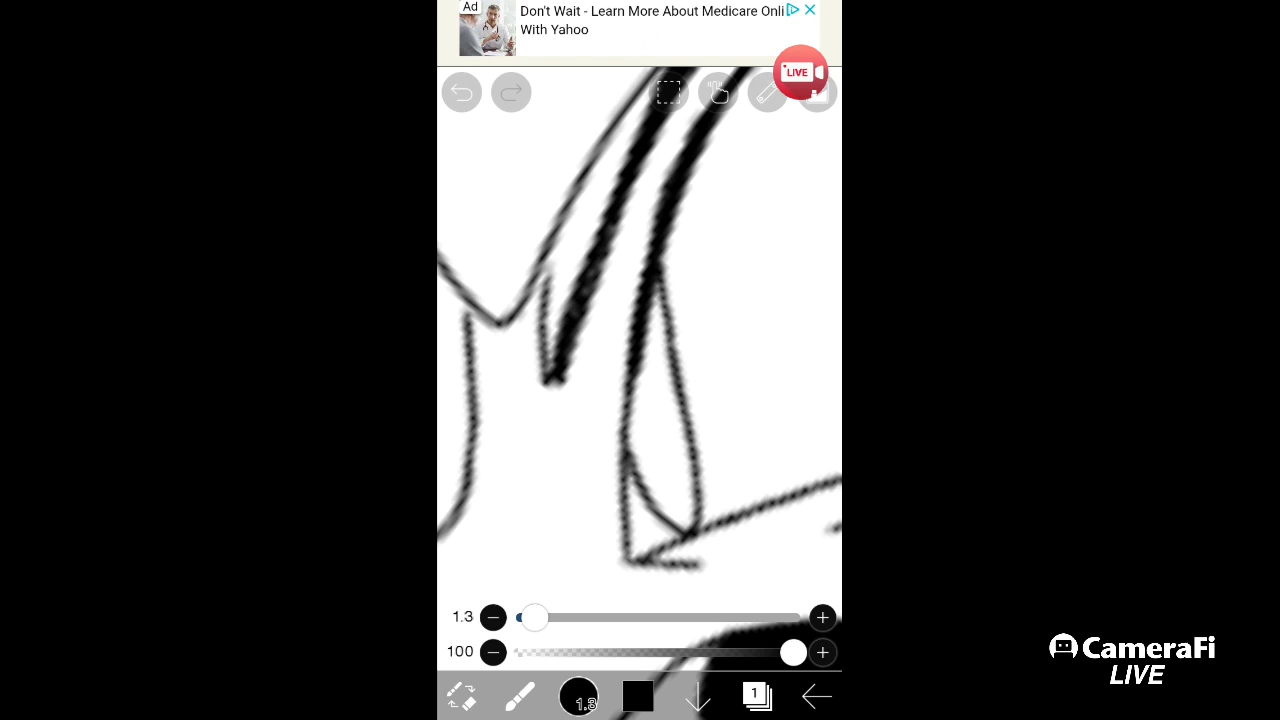 Ad
Don't Wait - Learn More About Medicare Onli
With Yahoo
LIVE
1.3
100
1.3
1
CameraFi
LIVE